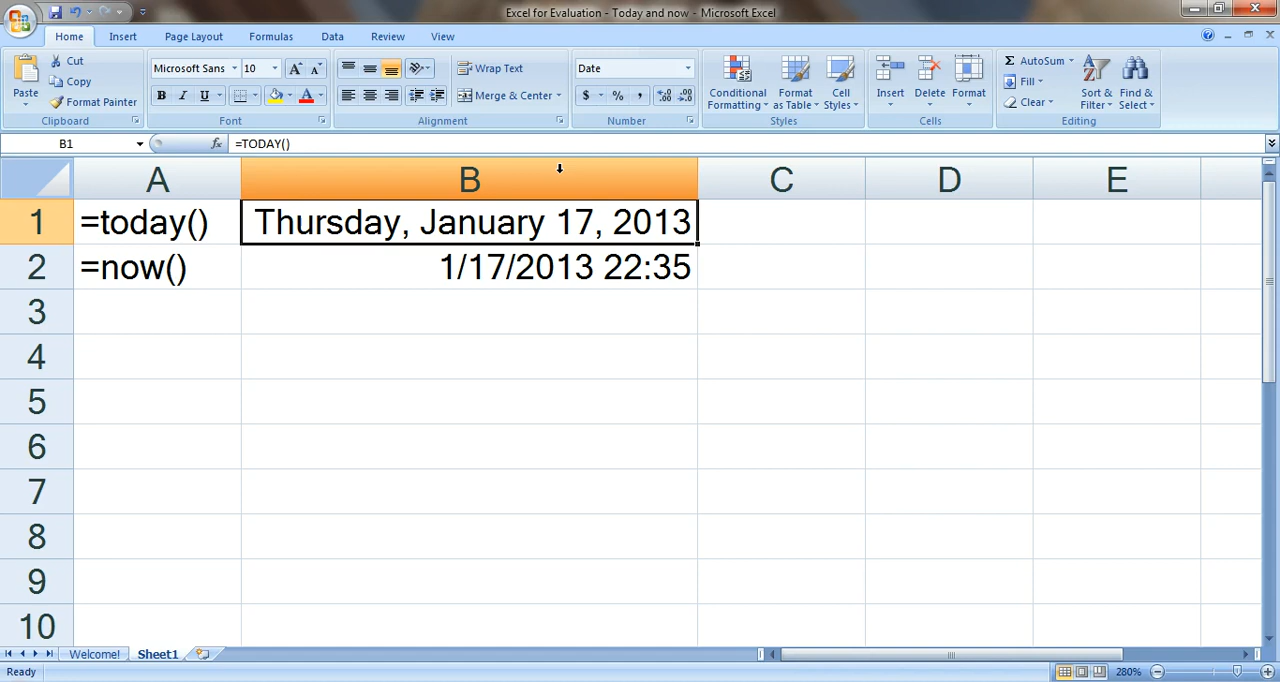 Excel for Evaluation - Today and now - Microsoft Excel
Home Insert Page Layout Formulas Data Review View
Paste
Cut
Copy
Format Painter
Clipboard
Microsoft Sans 10
B I U
Font
Wrap Text
Merge & Center
Alignment
Date
$ % ,
Number
Conditional Formatting
Format as Table
Cell Styles
Styles
Insert Delete Format
Cells
Σ AutoSum
Fill
Clear
Sort & Filter
Find & Select
Editing
B1 fx =TODAY()
A B C D E
1 =today() Thursday, January 17, 2013
2 =now() 1/17/2013 22:35
3
4
5
6
7
8
9
10
Welcome! Sheet1
Ready 280%